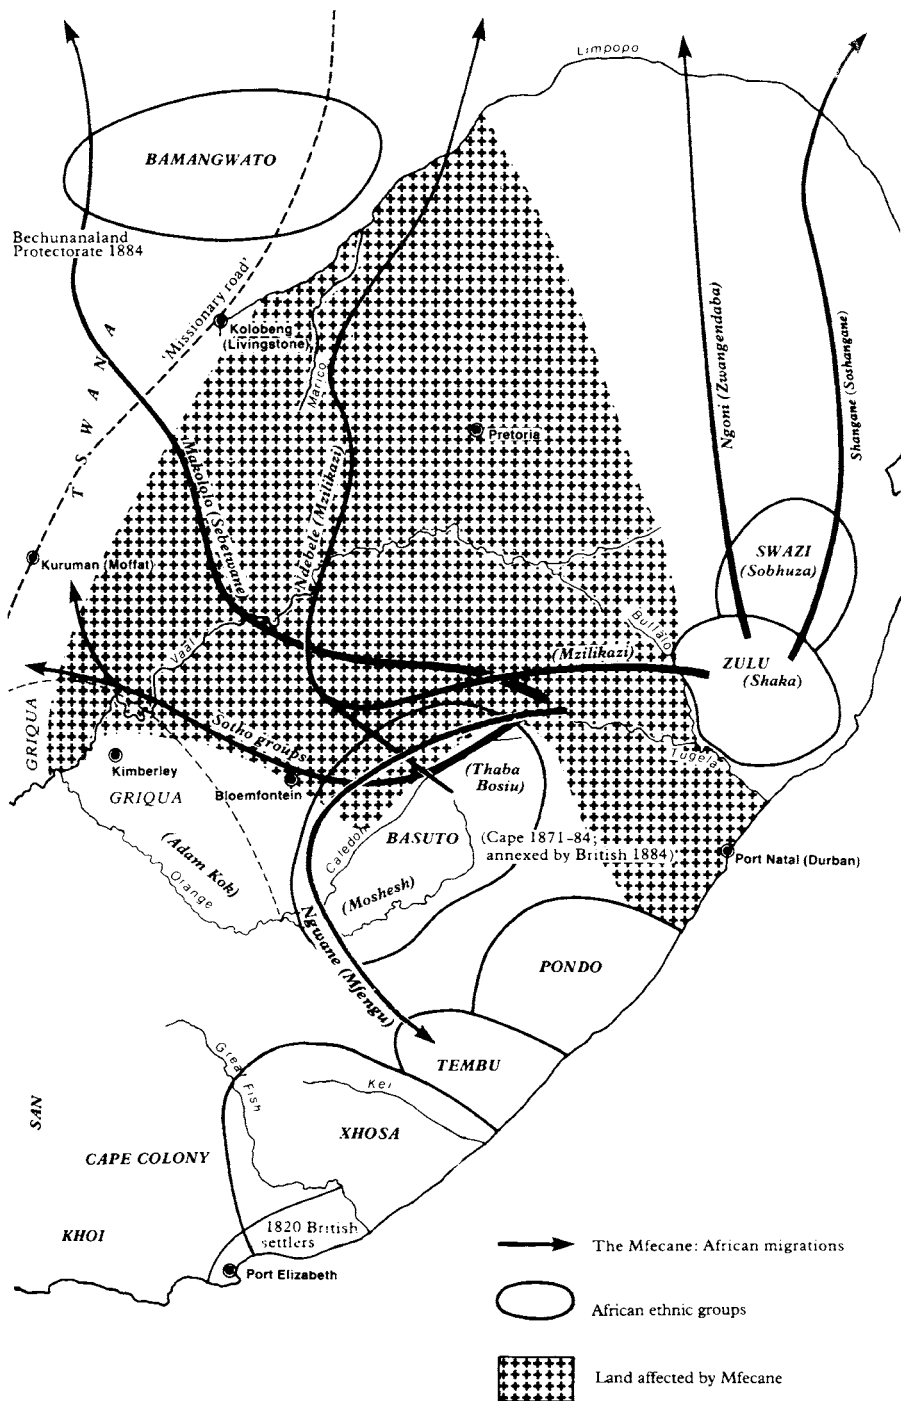 Limpopo
BAMANGWATO
Bechunanaland
Protectorate 1884
'Missionary road'
TSWANA
Kolobeng
(Livingstone)
Marico
Pretoria
Ngoni (Zwangendaba)
Shangane (Soshangane)
Makololo (Sebetwane)
Ndebele (Mzilikazi)
Kuruman (Moffat)
SWAZI
(Sobhuza)
Buffalo
Vaal
(Mzilikazi)
ZULU
(Shaka)
GRIQUA
Sotho groups
Tugela
Kimberley
GRIQUA
Bloemfontein
(Thaba
Bosiu)
Caledon
BASUTO
(Cape 1871-84;
annexed by British 1884)
Port Natal (Durban)
(Adam Kok)
Orange
(Moshesh)
Ngwane (Mfengu)
PONDO
TEMBU
Great Fish
Kei
SAN
XHOSA
CAPE COLONY
KHOI
1820 British
settlers
Port Elizabeth
The Mfecane: African migrations
African ethnic groups
Land affected by Mfecane